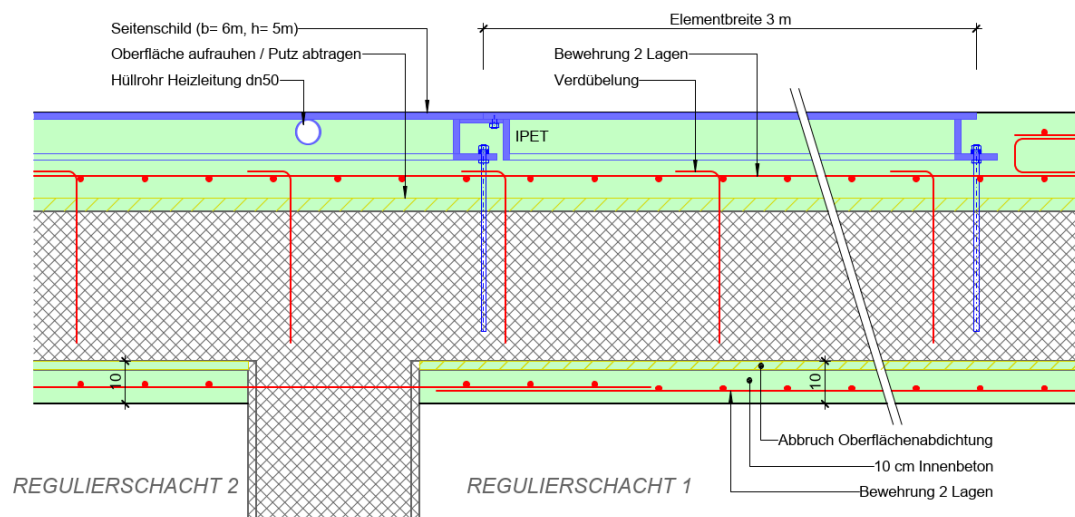 Elementbreite 3 m
Seitenschild (b= 6m, h= 5m)
Oberfläche aufrauhen / Putz abtragen
Hüllrohr Heizleitung dn50
Bewehrung 2 Lagen
Verdübelung
IPET
10
10
Abbruch Oberflächenabdichtung
10 cm Innenbeton
Bewehrung 2 Lagen
REGULIERSCHACHT 2
REGULIERSCHACHT 1